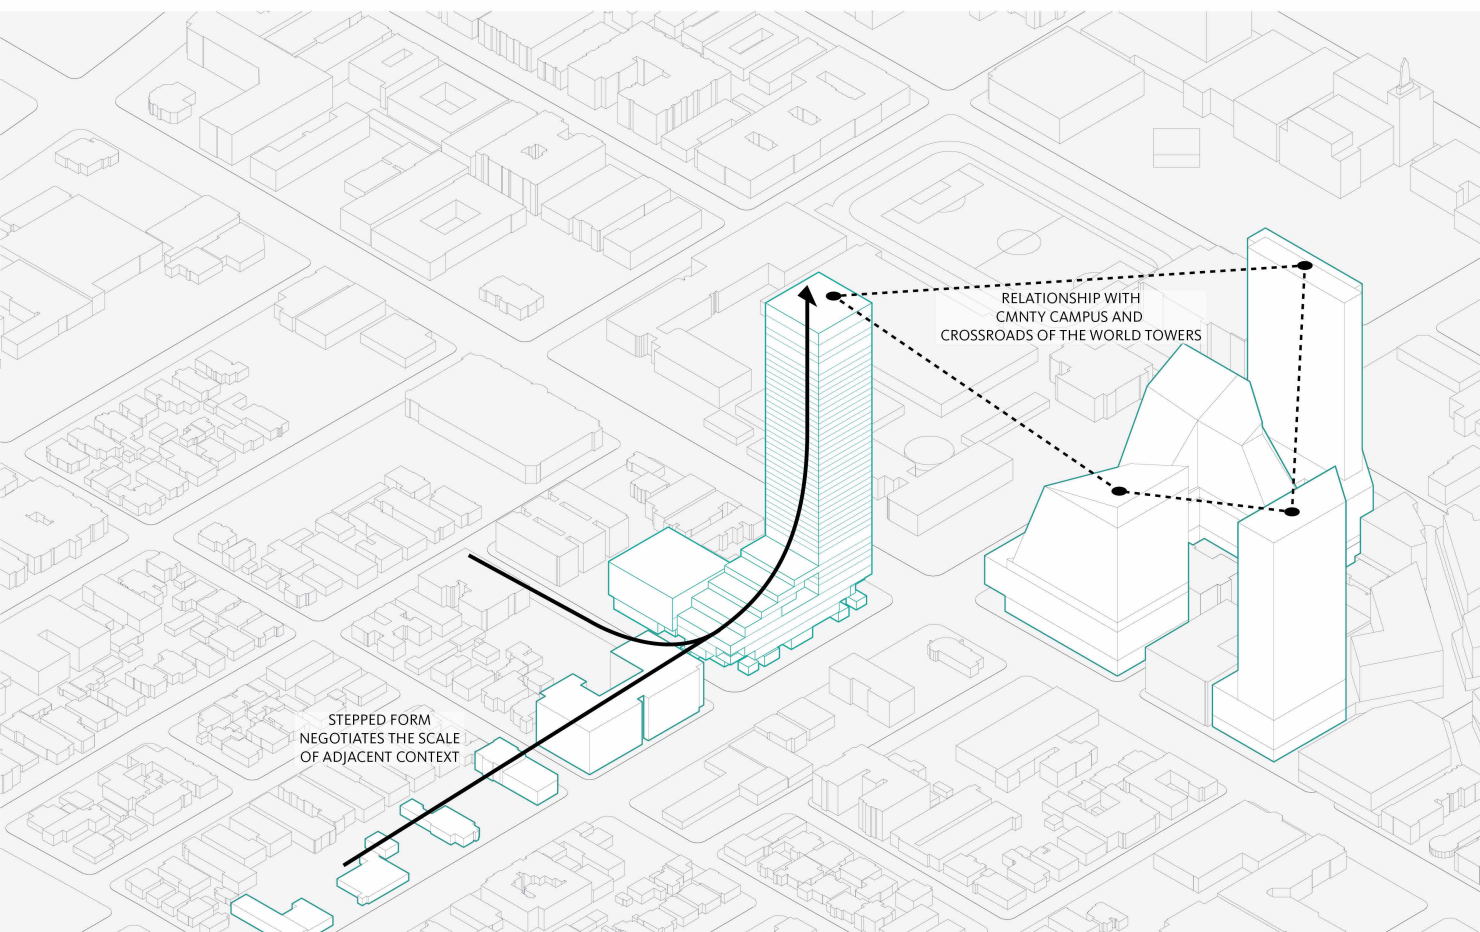 RELATIONSHIP WITH
CMNTY CAMPUS AND
CROSSROADS OF THE WORLD TOWERS
STEPPED FORM
NEGOTIATES THE SCALE
OF ADJACENT CONTEXT